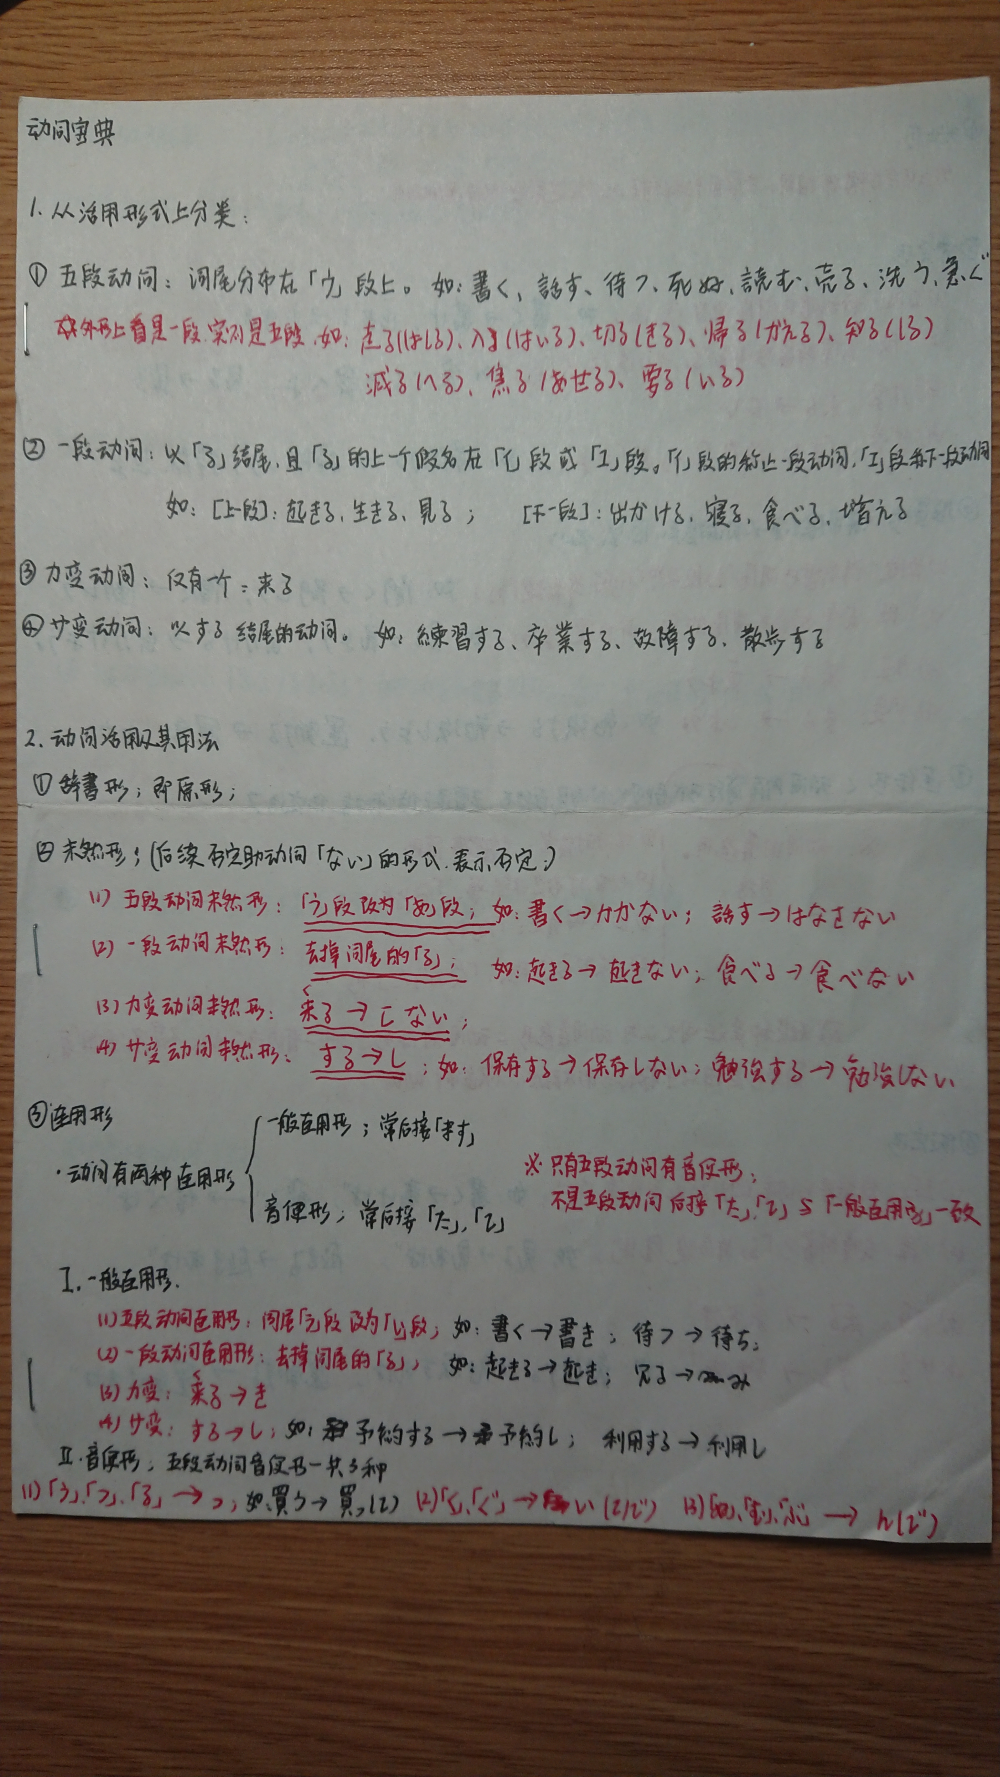 动词宝典
1. 从活用形式上分类:
① 五段动词: 词尾分布在「う」段上。如: 書く、話す、待つ、死ぬ、読む、売る、洗う、急ぐ
外形上看是一段,实则是五段,如: 走る(はしる)、入る(はいる)、切る(きる)、帰る(かえる)、知る(しる)
減る(へる)、焦る(あせる)、要る(いる)
② 一段动词: 以「る」结尾,且「る」的上一个假名在「イ」段或「エ」段。「イ」段的称上一段动词,「エ」段称下一段动词
如: [上一段]: 起きる、生きる、見る; [下一段]: 出かける、寝る、食べる、増える
③ カ变动词: 仅有一个: 来る
④ サ变动词: 以する结尾的动词。如: 練習する、卒業する、故障する、散歩する
2. 动词活用及其用法
① 辞書形; 即原形;
② 未然形; (后续否定助动词「ない」的形式,表示否定;)
(1) 五段动词未然形: 「う」段改为「あ」段; 如: 書く→かかない; 話す→はなさない
(2) 一段动词未然形: 去掉词尾的「る」; 如: 起きる→起きない; 食べる→食べない
(3) カ变动词未然形: 来る→こない;
(4) サ变动词未然形: する→し; 如: 保存する→保存しない; 勉強する→勉強しない
③ 连用形
·动词有两种连用形
一般连用形; 常后接「ます」
音便形; 常后接「た」、「て」
※ 只有五段动词有音便形;
不是五段动词后接「た」、「て」与「一般连用形」一致
I. 一般连用形.
(1) 五段动词连用形: 词尾「う」段改为「い」段; 如: 書く→書き; 待つ→待ち;
(2) 一段动词连用形: 去掉词尾的「る」; 如: 起きる→起き; 見る→み
(3) カ变: 来る→き
(4) サ变: する→し; 如: 予約する→予約し; 利用する→利用し
II. 音便形; 五段动词音便形一共3种
(1)「う」、「つ」、「る」→っ; 如: 買う→買っ(て) (2)「く」、「ぐ」→い(て/で) (3)「ぬ」、「む」、「ぶ」→ん(で)